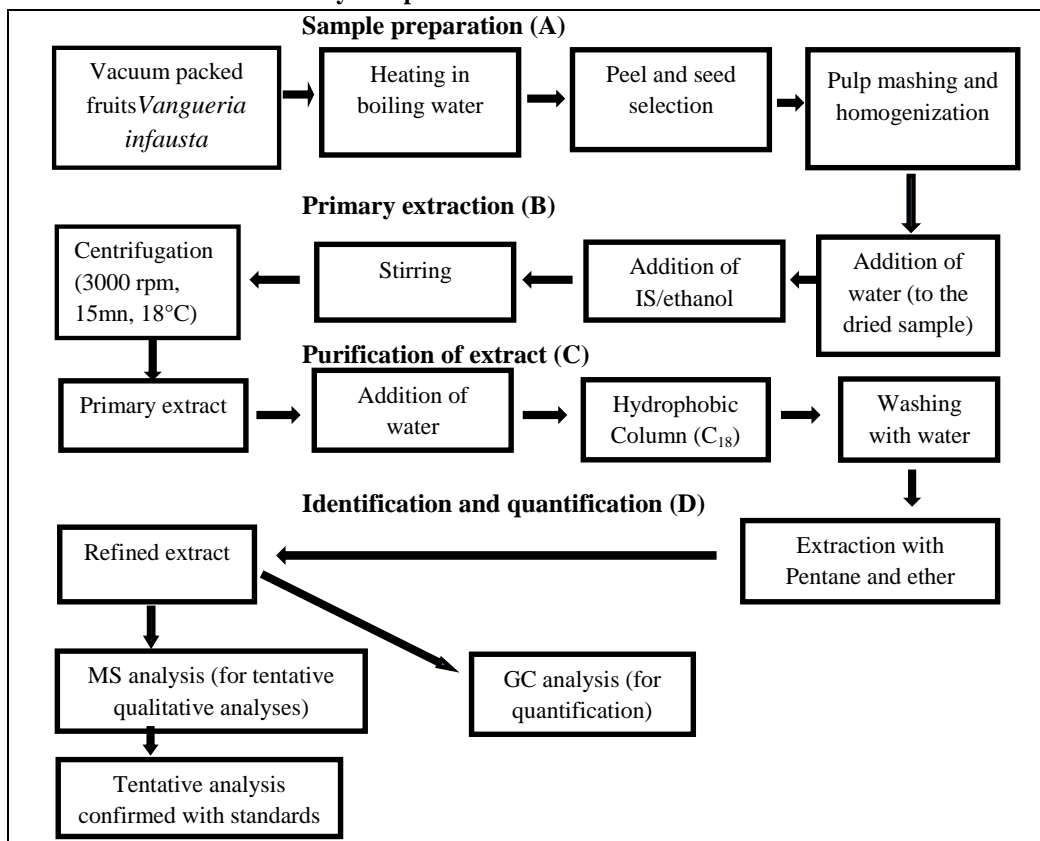 Sample preparation (A)
Vacuum packed
fruitsVangueria
infausta
Heating in
boiling water
Peel and seed
selection
Pulp mashing and
homogenization
Primary extraction (B)
Addition of
water (to the
dried sample)
Addition of
IS/ethanol
Stirring
Centrifugation
(3000 rpm,
15mn, 18°C)
Purification of extract (C)
Primary extract
Addition of
water
Hydrophobic
Column (C₁₈)
Washing
with water
Identification and quantification (D)
Extraction with
Pentane and ether
Refined extract
MS analysis (for tentative
qualitative analyses)
GC analysis (for
quantification)
Tentative analysis
confirmed with standards